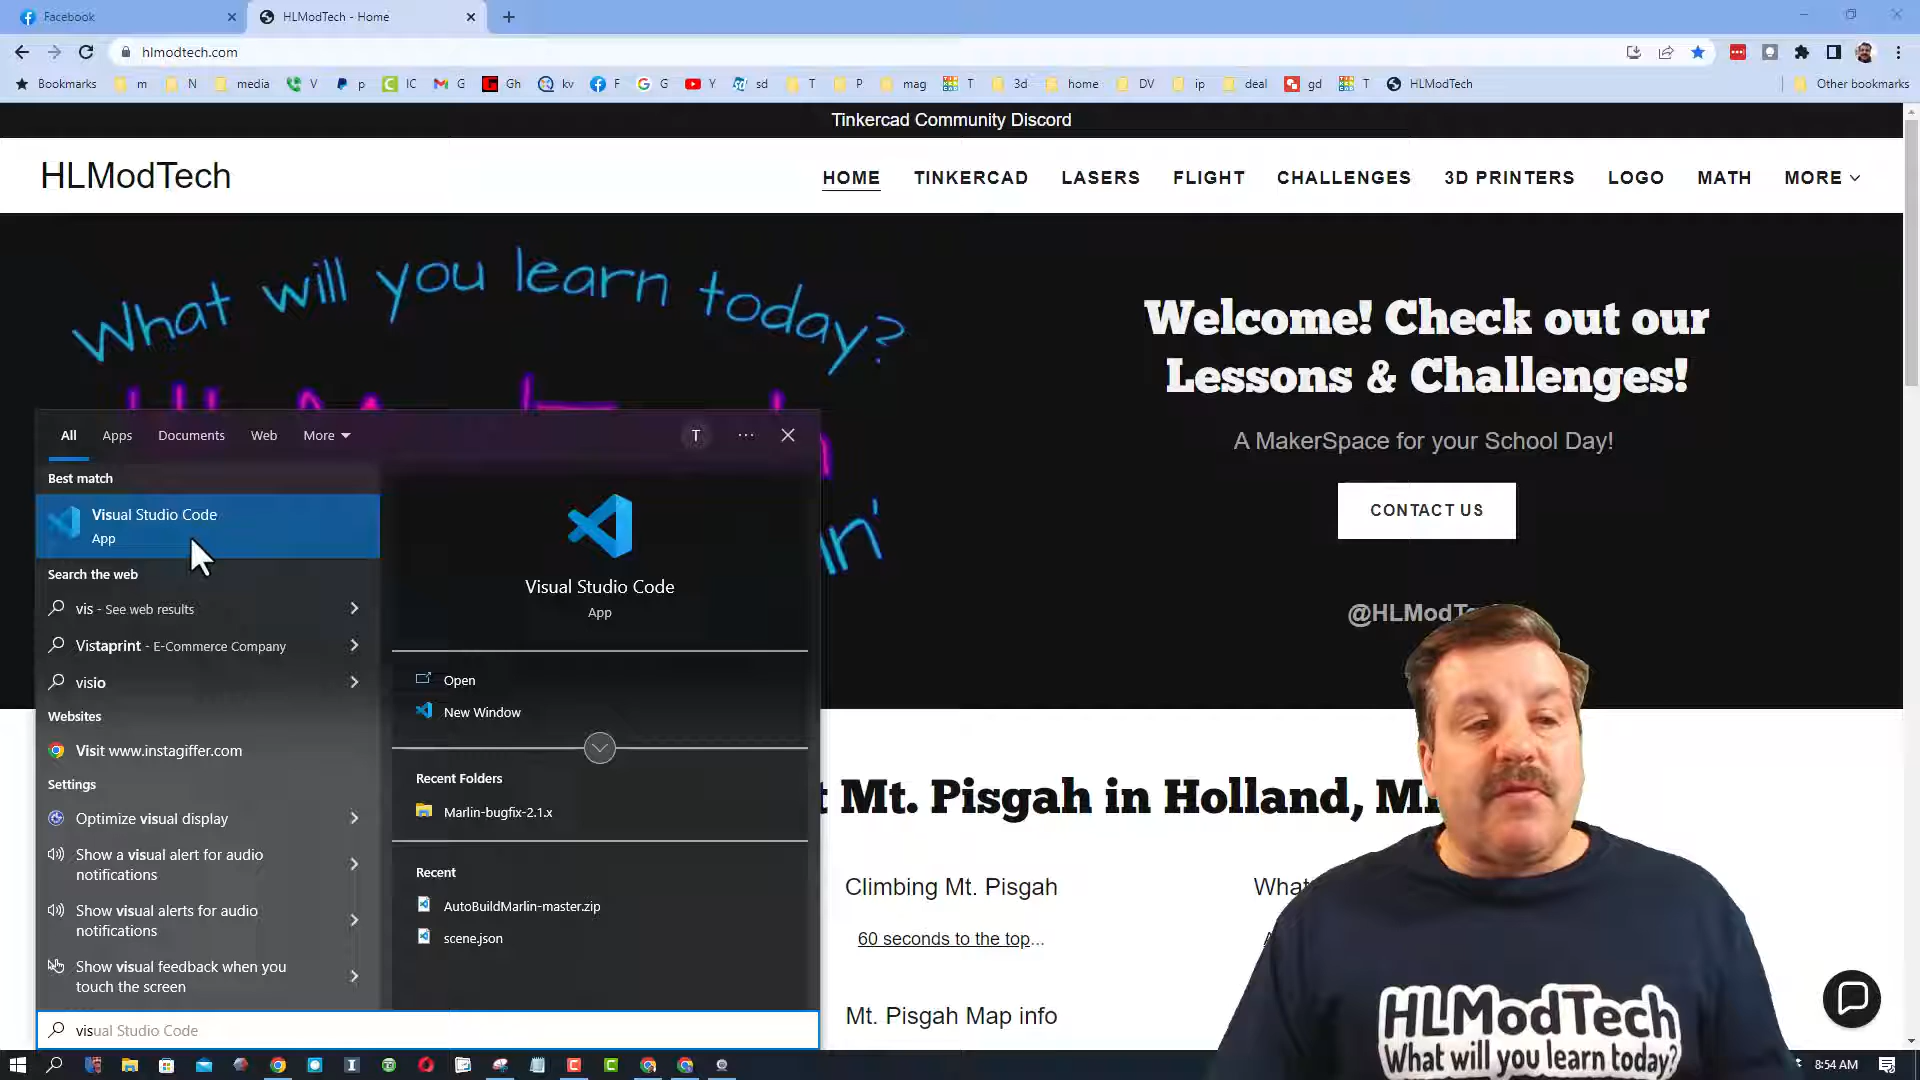 Facebook
HLModTech - Home
hlmodtech.com
Bookmarks m N media V p IC G Gh kv F G Y sd T P mag T 3d home DV ip deal gd T HLModTech Other bookmarks
Tinkercad Community Discord
HLModTech
HOME TINKERCAD LASERS FLIGHT CHALLENGES 3D PRINTERS LOGO MATH MORE
What will you learn today?
Welcome! Check out our
Lessons & Challenges!
A MakerSpace for your School Day!
CONTACT US
@HLModTe
t Mt. Pisgah in Holland, MI
Climbing Mt. Pisgah
60 seconds to the top...
What
Mt. Pisgah Map info
All Apps Documents Web More T
Best match
Visual Studio Code
App
Search the web
vis - See web results
Vistaprint - E-Commerce Company
visio
Websites
Visit www.instagiffer.com
Settings
Optimize visual display
Show a visual alert for audio
notifications
Show visual alerts for audio
notifications
Show visual feedback when you
touch the screen
Visual Studio Code
App
Open
New Window
Recent Folders
Marlin-bugfix-2.1.x
Recent
AutoBuildMarlin-master.zip
scene.json
visual Studio Code
HLModTech
What will you learn today?
8:54 AM